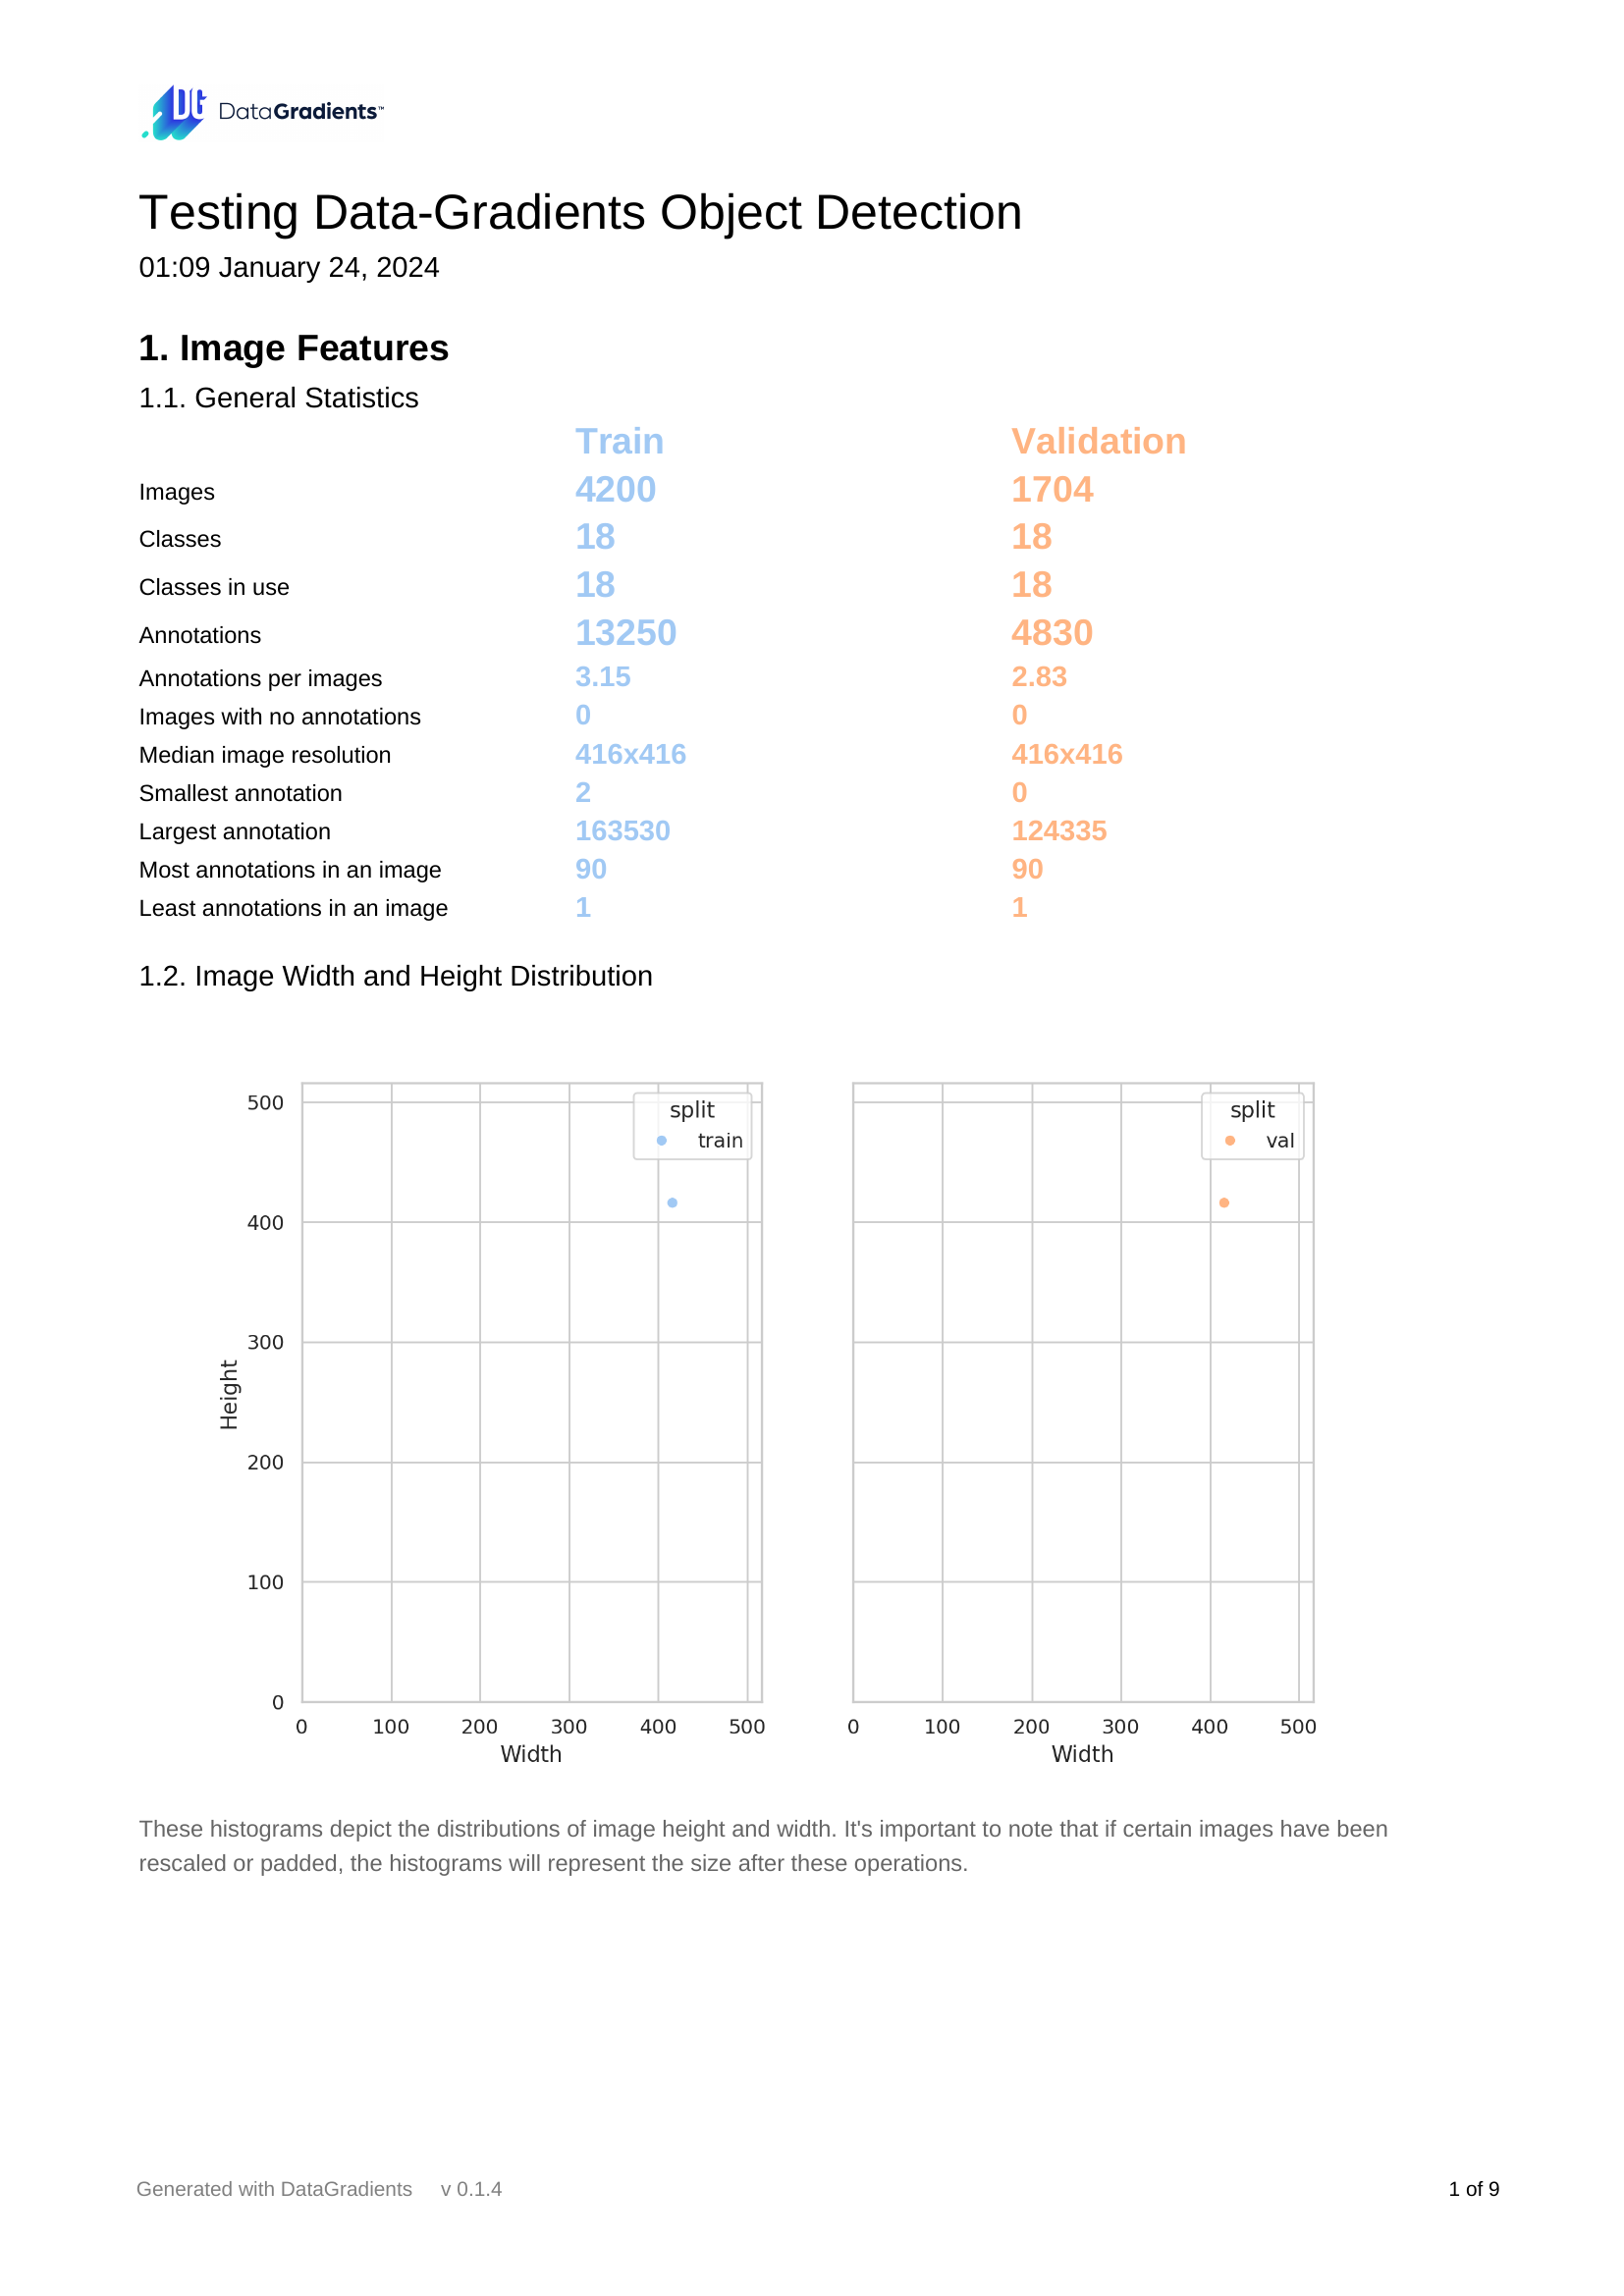 DG DataGradients™
Testing Data-Gradients Object Detection
01:09 January 24, 2024
1. Image Features
1.1. General Statistics
Train Validation
Images 4200 1704
Classes 18 18
Classes in use 18 18
Annotations 13250 4830
Annotations per images 3.15 2.83
Images with no annotations 0 0
Median image resolution 416x416 416x416
Smallest annotation 2 0
Largest annotation 163530 124335
Most annotations in an image 90 90
Least annotations in an image 1 1
1.2. Image Width and Height Distribution
500
400
300
200
100
0
Height
split
train
0 100 200 300 400 500
Width
split
val
0 100 200 300 400 500
Width
These histograms depict the distributions of image height and width. It's important to note that if certain images have been
rescaled or padded, the histograms will represent the size after these operations.
Generated with DataGradients v 0.1.4
1 of 9